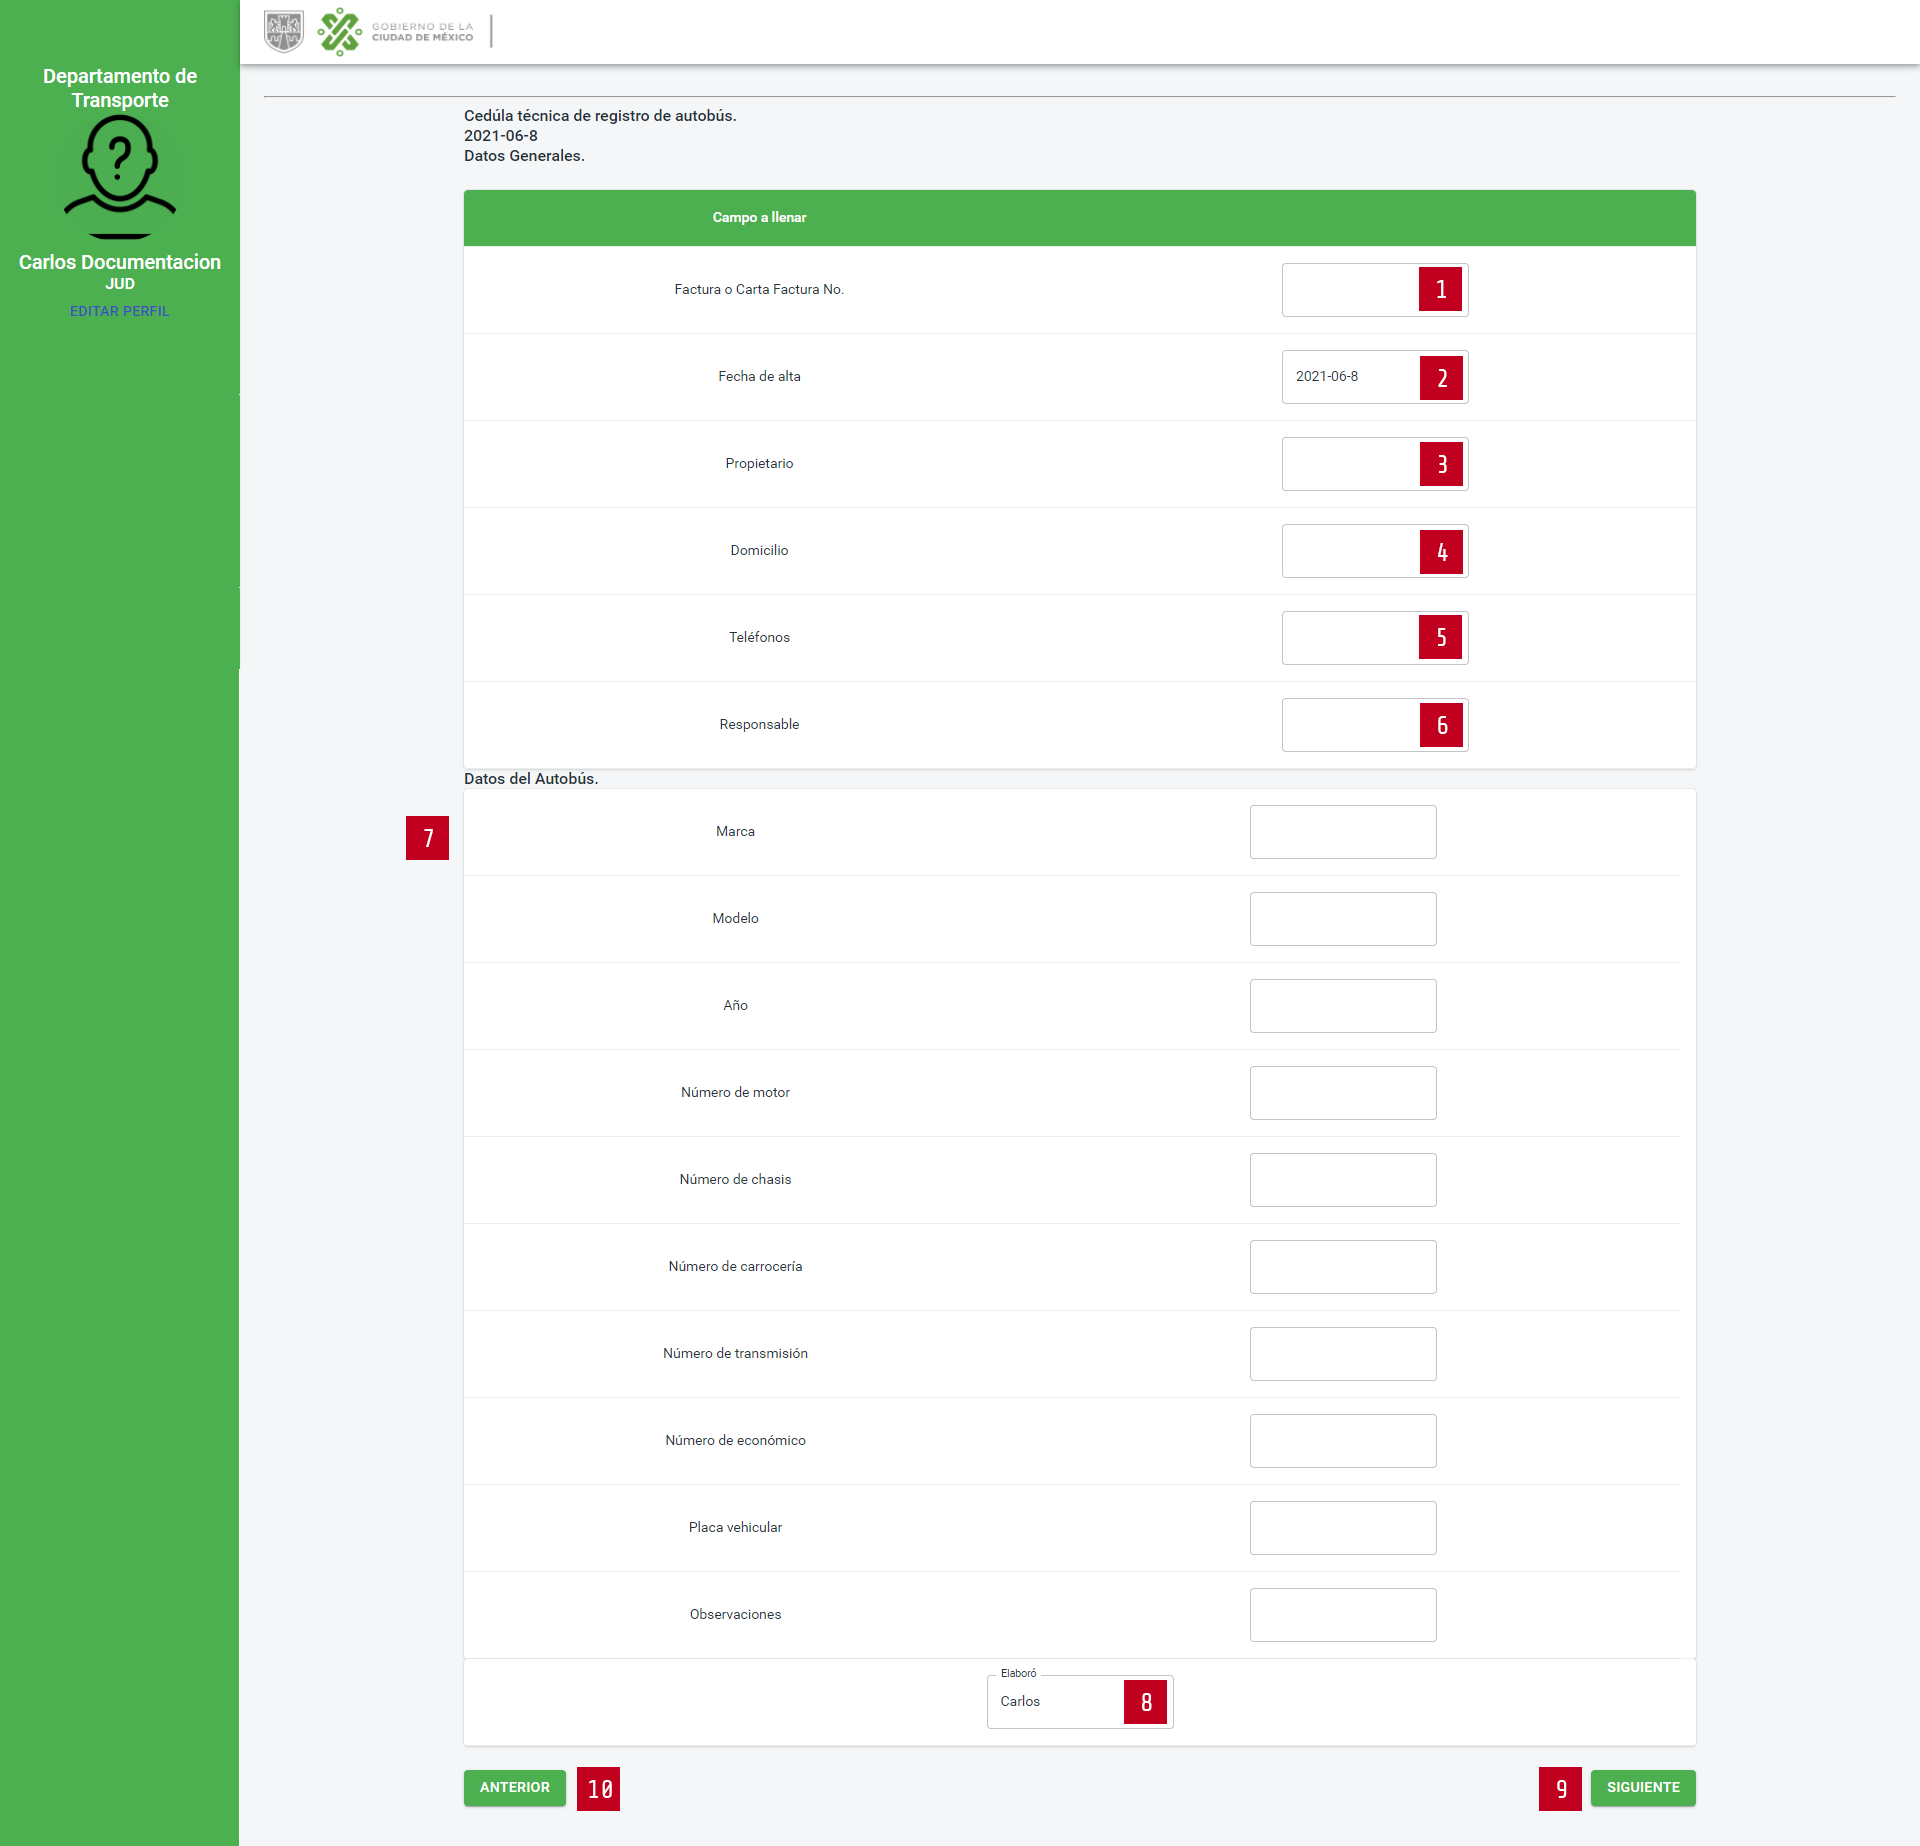 GOBIERNO DE LA
CIUDAD DE MÉXICO
Departamento de
Transporte
?
Carlos Documentacion
JUD
EDITAR PERFIL
Cedúla técnica de registro de autobús.
2021-06-8
Datos Generales.
Campo a llenar
Factura o Carta Factura No. 1
Fecha de alta 2021-06-8 2
Propietario 3
Domicilio 4
Teléfonos 5
Responsable 6
Datos del Autobús.
7 Marca
Modelo
Año
Número de motor
Número de chasis
Número de carrocería
Número de transmisión
Número de económico
Placa vehicular
Observaciones
Elaboró
Carlos 8
ANTERIOR 10 9 SIGUIENTE